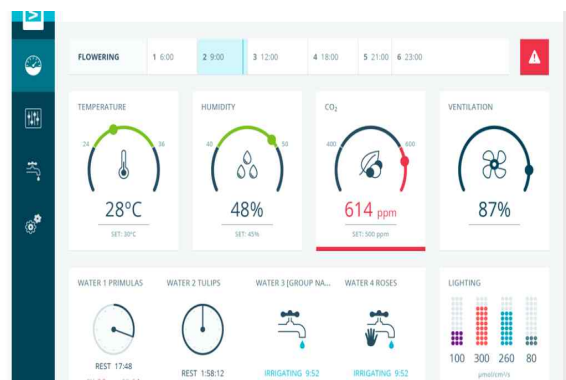 FLOWERING 1 6:00 2 9:00 3 12:00 4 18:00 5 21:00 6 23:00
TEMPERATURE HUMIDITY CO₂ VENTILATION
24 36 40 50 400 600
28°C 48% 614 ppm 87%
SET: 30°C SET: 45% SET: 500 ppm
WATER 1 PRIMULAS WATER 2 TULIPS WATER 3 [GROUP NA... WATER 4 ROSES LIGHTING
100 300 260 80
REST 17:48 REST 1:58:12 IRRIGATING 9:52 IRRIGATING 9:52 μmol/cm²/s